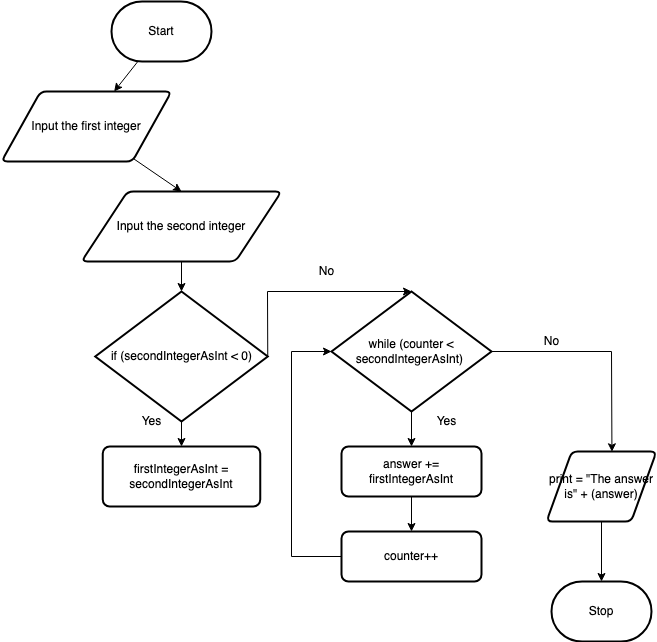 Start
Input the first integer
Input the second integer
No
if (secondIntegerAsInt < 0)
while (counter <
secondIntegerAsInt)
No
Yes
Yes
firstIntegerAsInt =
secondIntegerAsInt
answer +=
firstIntegerAsInt
print = "The answer
is" + (answer)
counter++
Stop